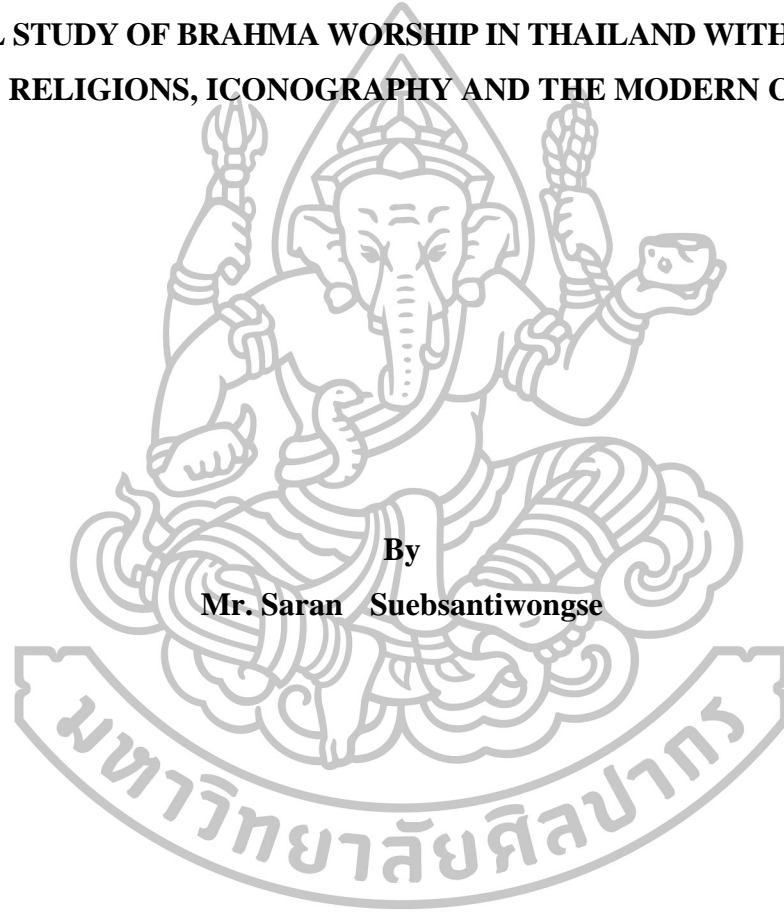 L STUDY OF BRAHMA WORSHIP IN THAILAND WITH
RELIGIONS, ICONOGRAPHY AND THE MODERN C
By
Mr. Saran Suebsantiwongse
มหาวิทยาลัยศิลปากร